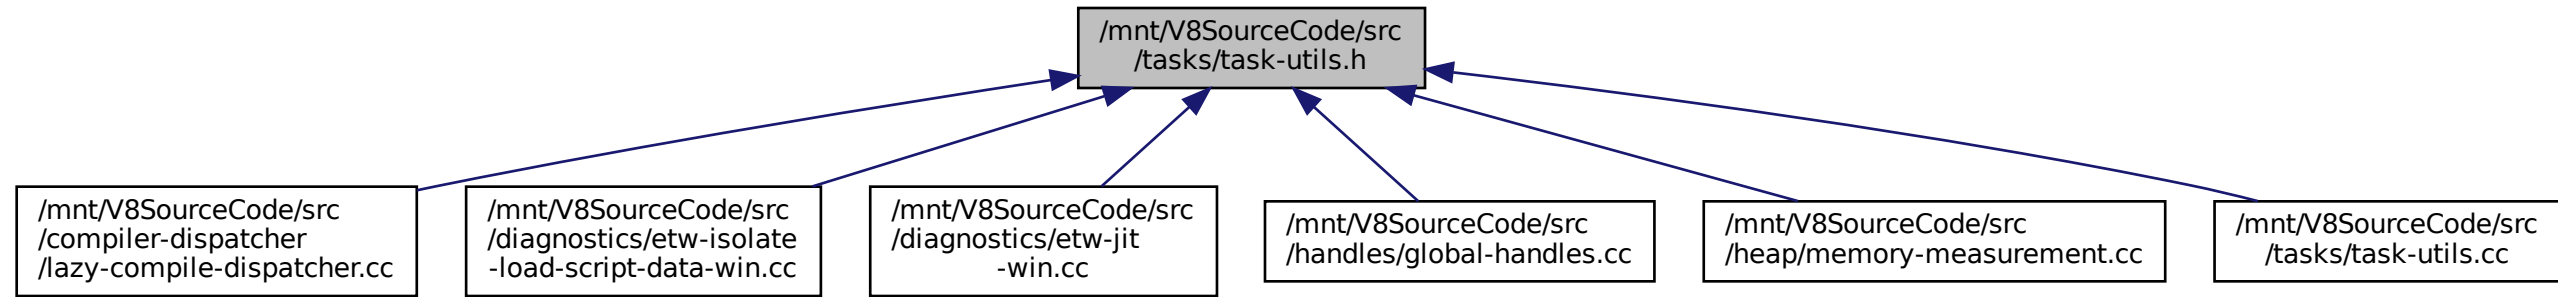 /mnt/V8SourceCode/src
/tasks/task-utils.h
/mnt/V8SourceCode/src
/compiler-dispatcher
/lazy-compile-dispatcher.cc
/mnt/V8SourceCode/src
/diagnostics/etw-isolate
-load-script-data-win.cc
/mnt/V8SourceCode/src
/diagnostics/etw-jit
-win.cc
/mnt/V8SourceCode/src
/handles/global-handles.cc
/mnt/V8SourceCode/src
/heap/memory-measurement.cc
/mnt/V8SourceCode/src
/tasks/task-utils.cc